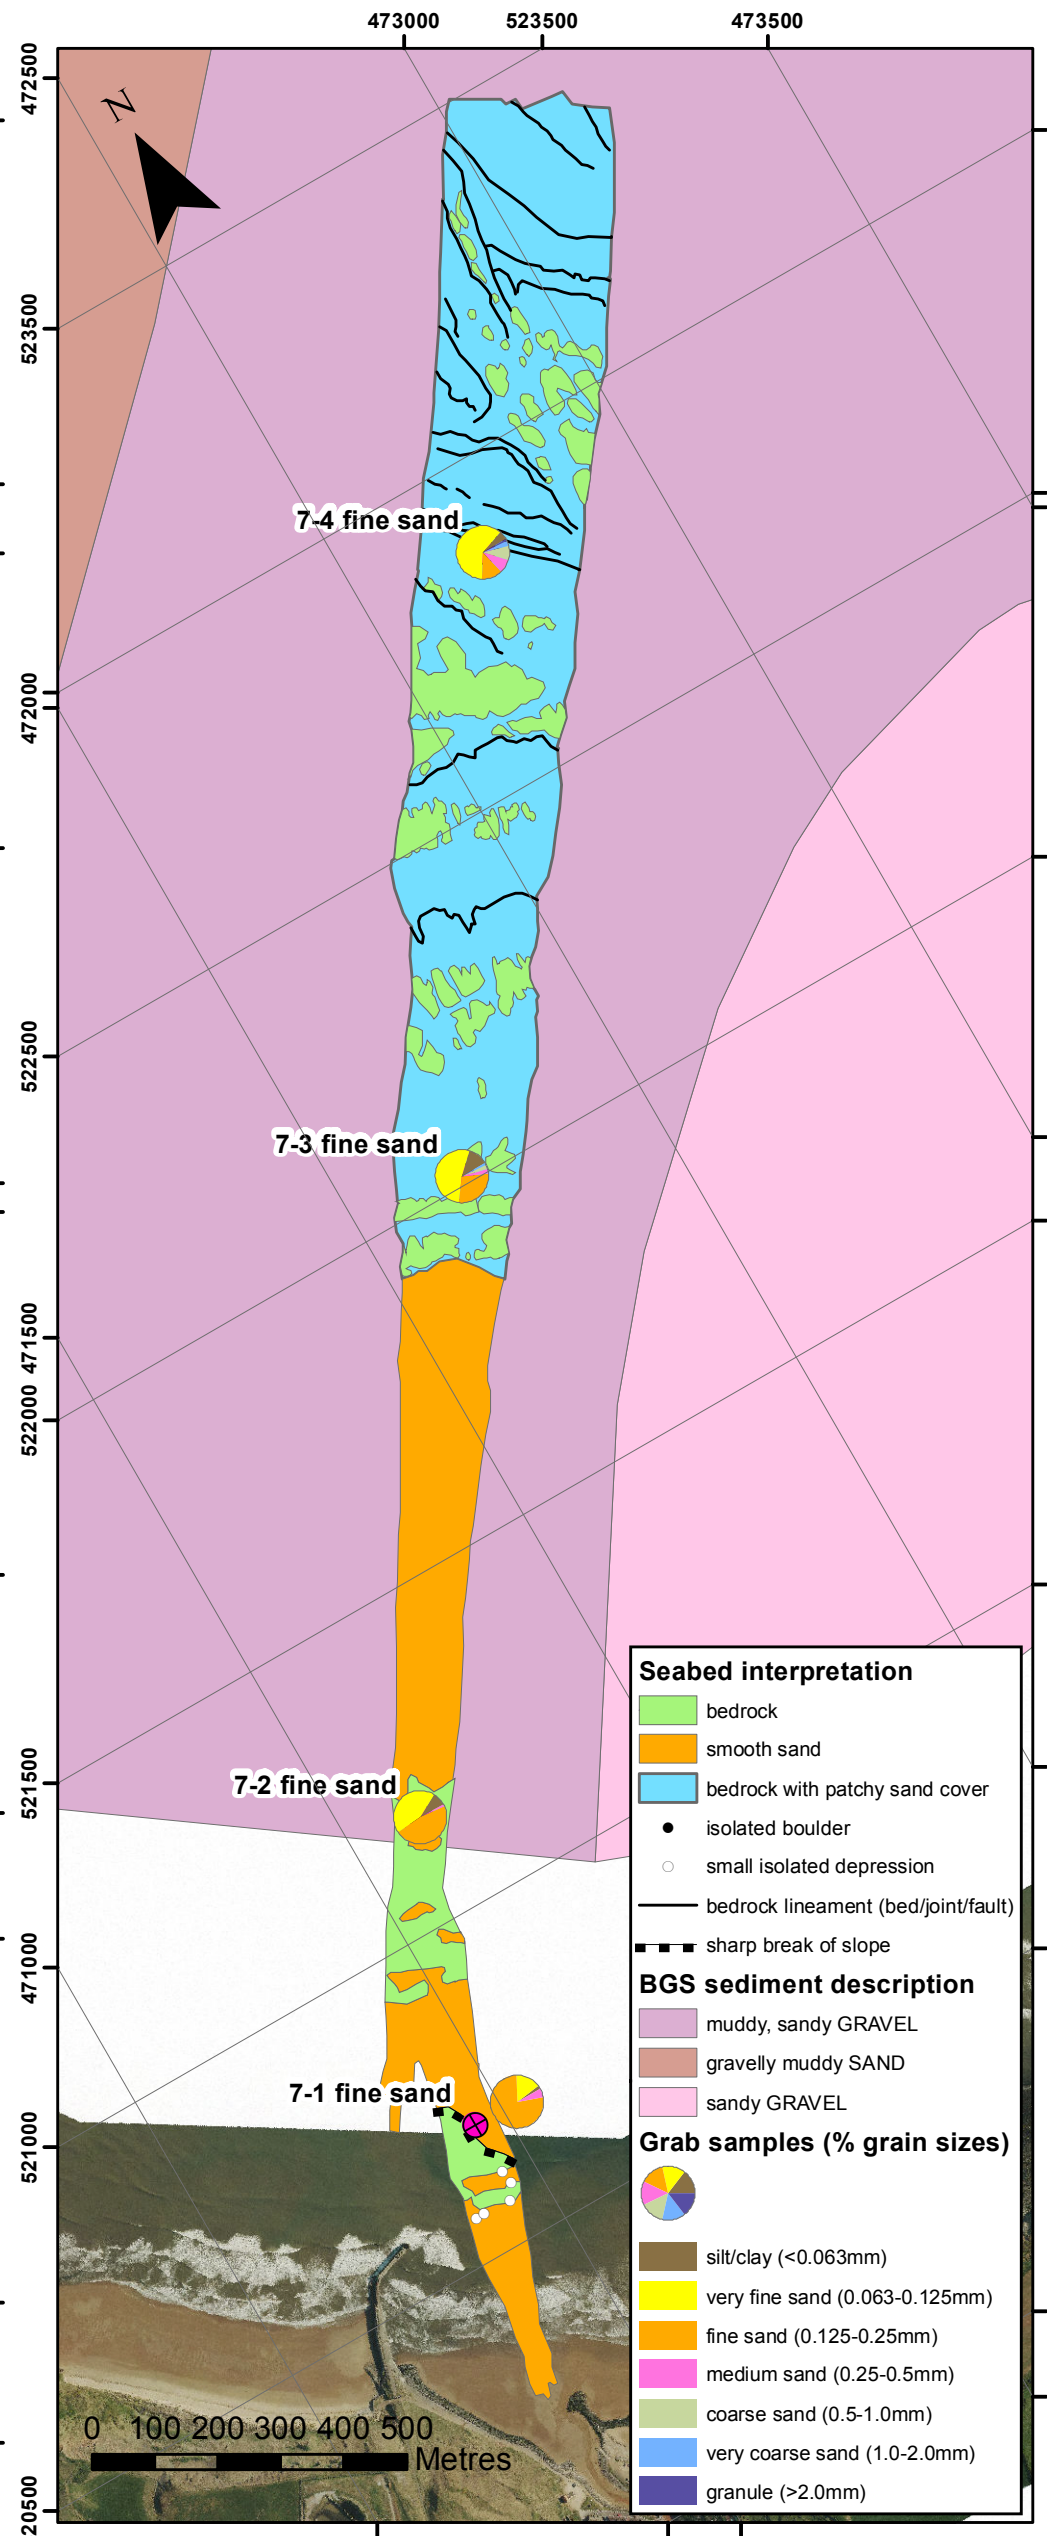 473000 523500 473500
472500
N
523500
7-4 fine sand
472000
522500
7-3 fine sand
471500
522000
7-2 fine sand
521500
471000
7-1 fine sand
521000
20500
0 100 200 300 400 500
Metres
Seabed interpretation
bedrock
smooth sand
bedrock with patchy sand cover
isolated boulder
small isolated depression
bedrock lineament (bed/joint/fault)
sharp break of slope
BGS sediment description
muddy, sandy GRAVEL
gravelly muddy SAND
sandy GRAVEL
Grab samples (% grain sizes)
silt/clay (<0.063mm)
very fine sand (0.063-0.125mm)
fine sand (0.125-0.25mm)
medium sand (0.25-0.5mm)
coarse sand (0.5-1.0mm)
very coarse sand (1.0-2.0mm)
granule (>2.0mm)